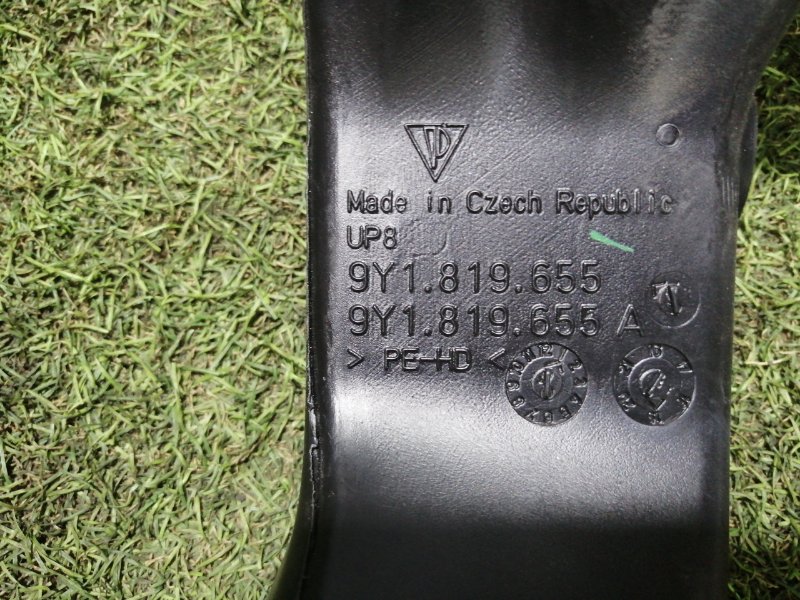 Made in Czech Republic
UP8
9Y1.819.655
9Y1.819.655 A
> PE-HD <